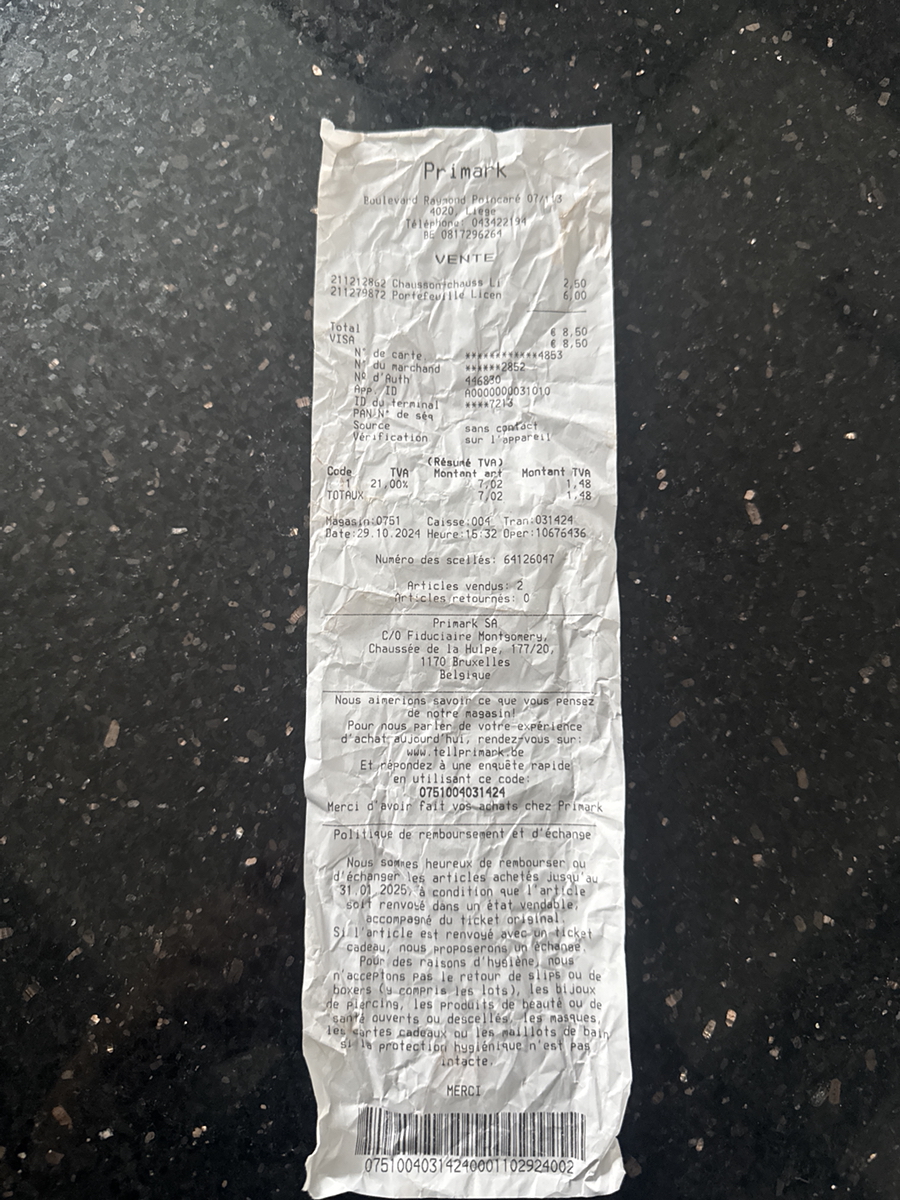 Primark
Boulevard Raymond Poincaré 07/113
4020, Liege
Téléphone: 043422194
BE 0817296264
VENTE
211212862 Chausson-chauss Li 2,50
211279872 Portefeuille Licen 6,00
Total € 8,50
VISA € 8,50
N° de carte ************4853
N° du marchand ******2852
N° d'Auth 446830
App. ID A0000000031010
ID du terminal ****7213
PAN N° de séq
Source sans contact
Vérification sur l'appareil
(Résumé TVA)
Code TVA Montant art Montant TVA
1 21,00% 7,02 1,48
TOTAUX 7,02 1,48
Magasin:0751 Caisse:004 Tran:031424
Date:29.10.2024 Heure:15:32 Oper:10676436
Numéro des scellés: 64126047
Articles vendus: 2
Articles retournés: 0
Primark SA
C/O Fiduciaire Montgomery,
Chaussée de la Hulpe, 177/20,
1170 Bruxelles
Belgique
Nous aimerions savoir ce que vous pensez
de notre magasin!
Pour nous parler de votre expérience
d'achat aujourd'hui, rendez-vous sur:
www.tellprimark.be
Et répondez à une enquête rapide
en utilisant ce code:
0751004031424
Merci d'avoir fait vos achats chez Primark
Politique de remboursement et d'échange
Nous sommes heureux de rembourser ou
d'échanger les articles achetés jusqu'au
31.01.2025, à condition que l'article
soit renvoyé dans un état vendable,
accompagné du ticket original.
Si l'article est renvoyé avec un ticket
cadeau, nous proposerons un échange.
Pour des raisons d'hygiène, nous
n'acceptons pas le retour de slips ou de
boxers (y compris les lots), les bijoux
de piercing, les produits de beauté ou de
santé ouverts ou descellés, les masques,
les cartes cadeaux ou les maillots de bain
si la protection hygiénique n'est pas
intacte.
MERCI
07510040314240001102924002